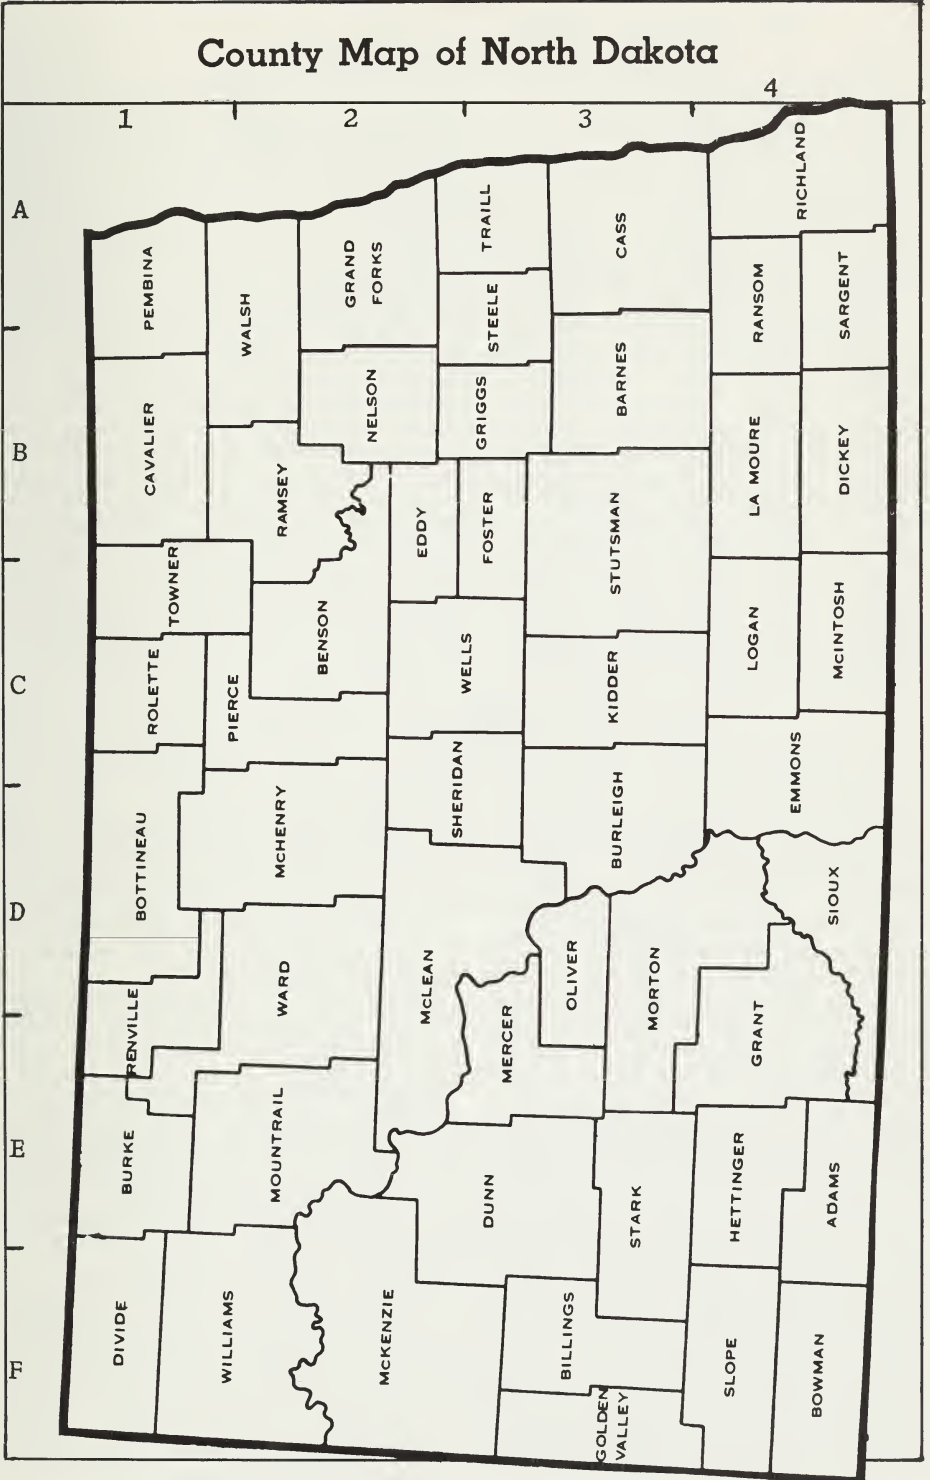 County Map of North Dakota
1
2
3
4
A
B
C
D
E
F
PEMBINA
WALSH
GRAND
FORKS
TRAILL
STEELE
CASS
RICHLAND
RANSOM
SARGENT
CAVALIER
RAMSEY
NELSON
GRIGGS
BARNES
LA MOURE
DICKEY
TOWNER
EDDY
FOSTER
STUTSMAN
BENSON
LOGAN
McINTOSH
ROLETTE
PIERCE
WELLS
KIDDER
BOTTINEAU
McHENRY
SHERIDAN
BURLEIGH
EMMONS
RENVILLE
WARD
McLEAN
MERCER
OLIVER
MORTON
GRANT
SIOUX
BURKE
MOUNTRAIL
DUNN
STARK
HETTINGER
ADAMS
DIVIDE
WILLIAMS
McKENZIE
BILLINGS
GOLDEN
VALLEY
SLOPE
BOWMAN